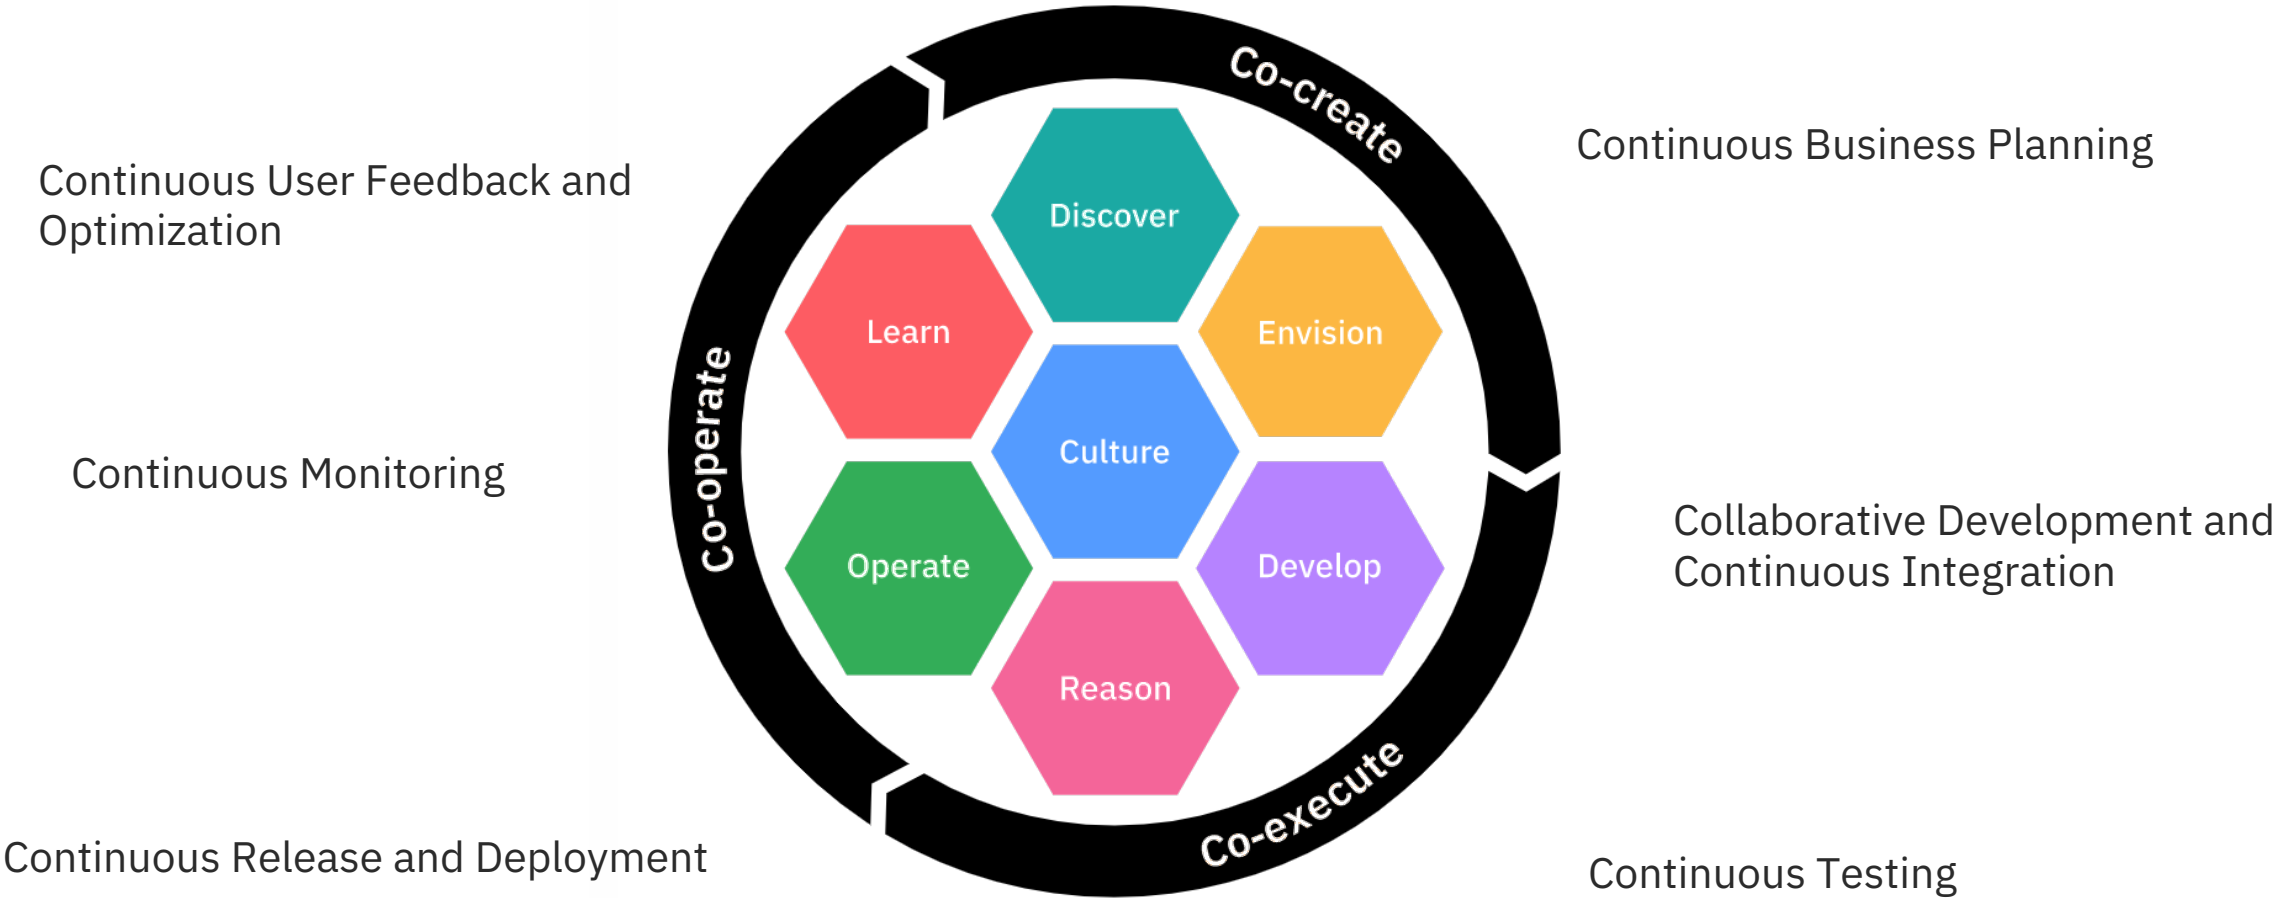 Co-create
Continuous Business Planning
Continuous User Feedback and
Optimization
Discover
Learn
Envision
Co-operate
Culture
Continuous Monitoring
Operate
Develop
Collaborative Development and
Continuous Integration
Reason
Co-execute
Continuous Release and Deployment
Continuous Testing